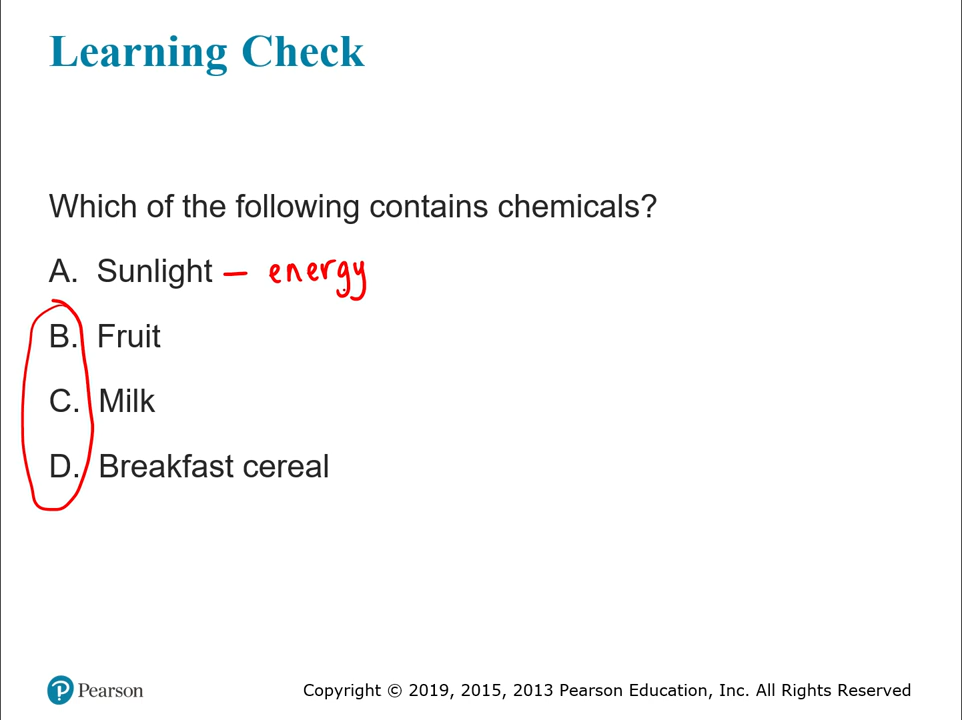 Learning Check
Which of the following contains chemicals?
A. Sunlight – energy
B. Fruit
C. Milk
D. Breakfast cereal
Pearson
Copyright © 2019, 2015, 2013 Pearson Education, Inc. All Rights Reserved